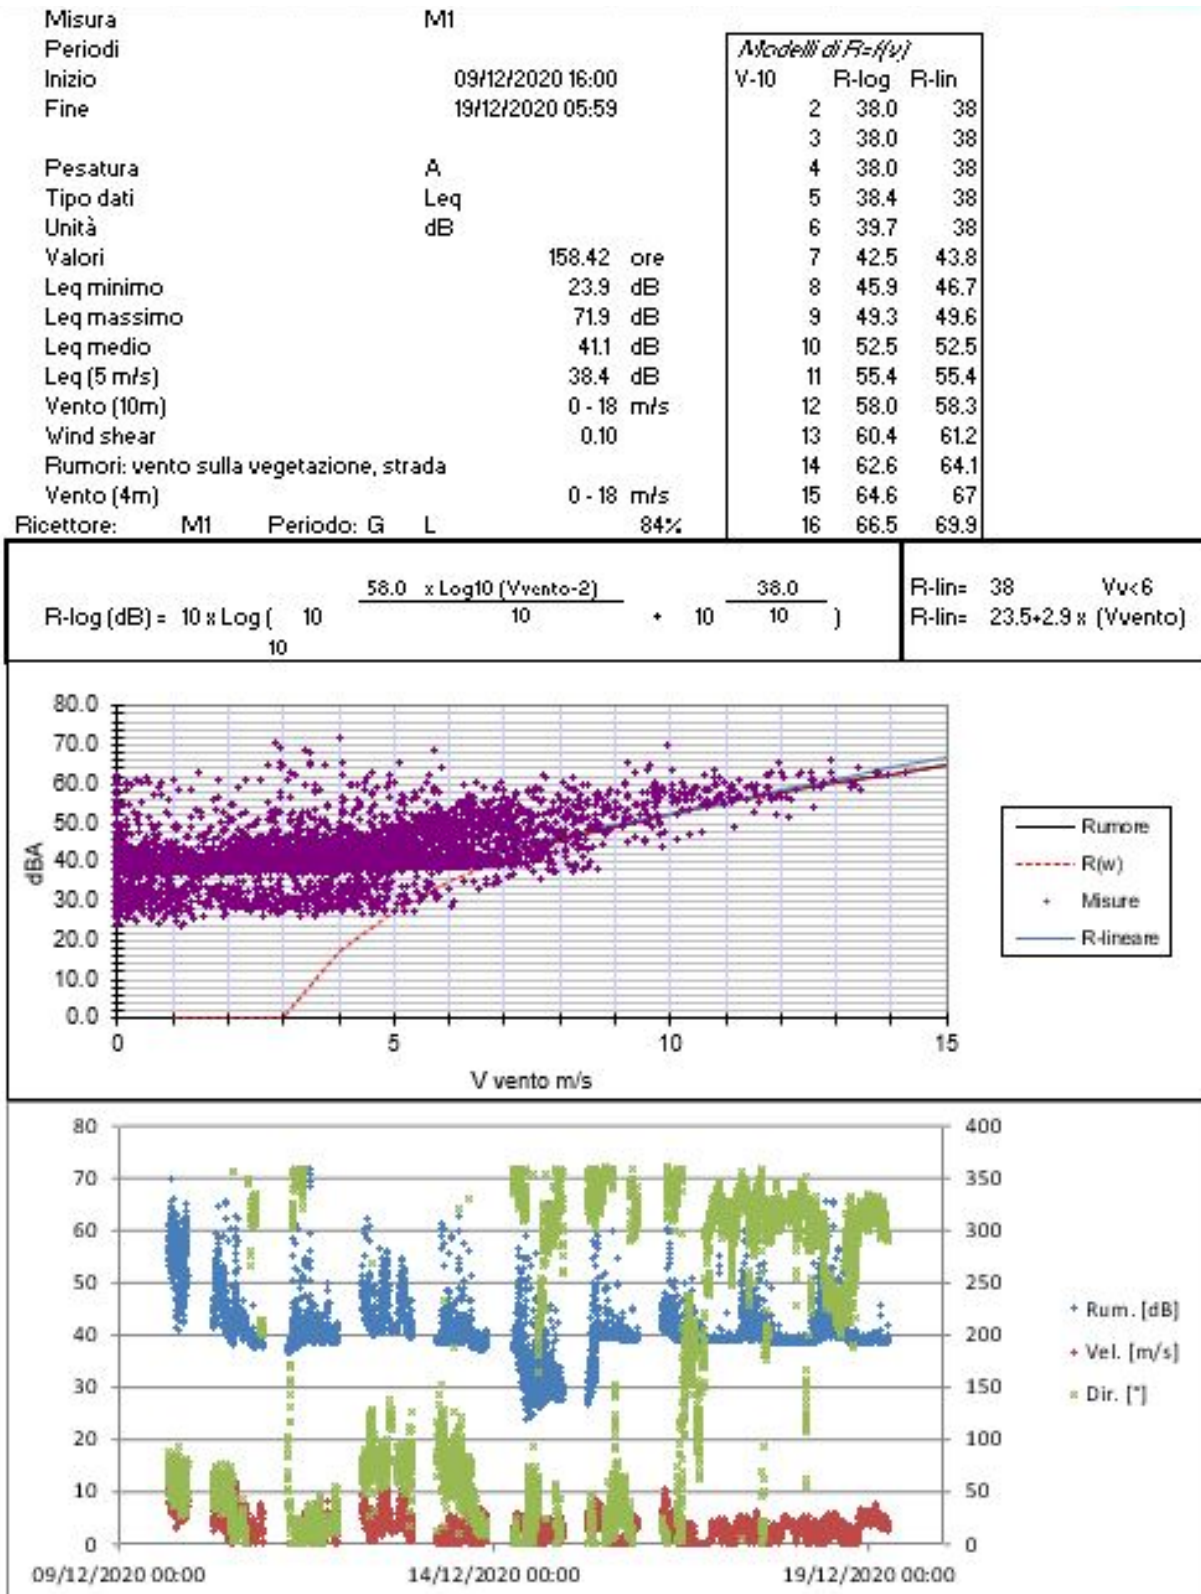 Misura M1
Periodi
Inizio 09/12/2020 16:00
Fine 19/12/2020 05:59
Pesatura A
Tipo dati Leq
Unità dB
Valori 158.42 ore
Leq minimo 23.9 dB
Leq massimo 71.9 dB
Leq medio 41.1 dB
Leq (5 m/s) 38.4 dB
Vento (10m) 0 - 18 m/s
Wind shear 0.10
Rumori: vento sulla vegetazione, strada
Vento (4m) 0 - 18 m/s
Ricettore: M1 Periodo: G L 84%
Modelli di R=f(v)
V-10 R-log R-lin
2 38.0 38
3 38.0 38
4 38.0 38
5 38.4 38
6 39.7 38
7 42.5 43.8
8 45.9 46.7
9 49.3 49.6
10 52.5 52.5
11 55.4 55.4
12 58.0 58.3
13 60.4 61.2
14 62.6 64.1
15 64.6 67
16 66.5 69.9
58.0 x Log10 (Vvento-2) 38.0
R-log (dB) = 10 x Log ( 10 10 + 10 10 )
10
R-lin= 38 Vv<6
R-lin= 23.5+2.9 x (Vvento)
80.0
70.0
60.0
50.0
40.0
30.0
20.0
10.0
0.0
dBA
0 5 10 15
V vento m/s
Rumore
R(w)
Misure
R-lineare
80 400
70 350
60 300
50 250
40 200
30 150
20 100
10 50
0 0
09/12/2020 00:00 14/12/2020 00:00 19/12/2020 00:00
Rum. [dB]
Vel. [m/s]
Dir. [°]